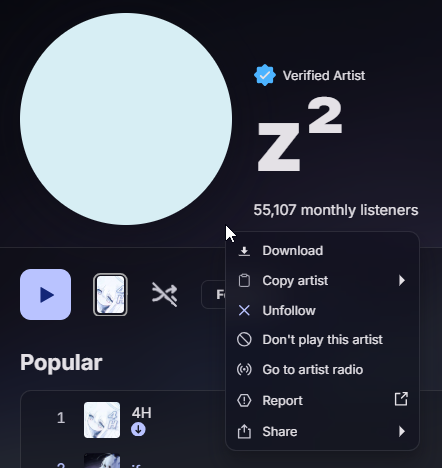 Verified Artist
z²
55,107 monthly listeners
Download
Copy artist
Unfollow
Don't play this artist
Go to artist radio
Report
Share
Popular
1
4H